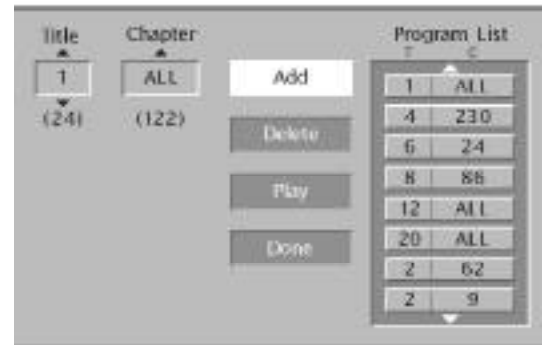 Title Chapter Program List
T C
1 ALL Add
1 ALL
(24) (122)
4 230
Delete
6 24
8 86
Play
12 ALL
20 ALL
Done
2 62
2 9